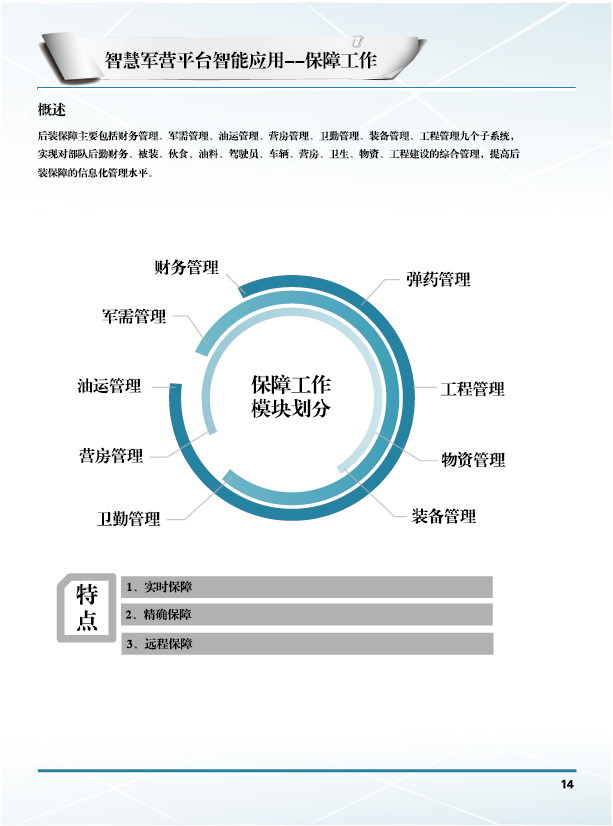 智慧军营平台智能应用--保障工作
概述
后装保障主要包括财务管理、军需管理、油运管理、营房管理、卫勤管理、装备管理、工程管理九个子系统，
实现对部队后勤财务、被装、伙食、油料、驾驶员、车辆、营房、卫生、物资、工程建设的综合管理，提高后
装保障的信息化管理水平。
财务管理
弹药管理
军需管理
油运管理
保障工作
模块划分
工程管理
营房管理
物资管理
卫勤管理
装备管理
特
点
1、实时保障
2、精确保障
3、远程保障
14